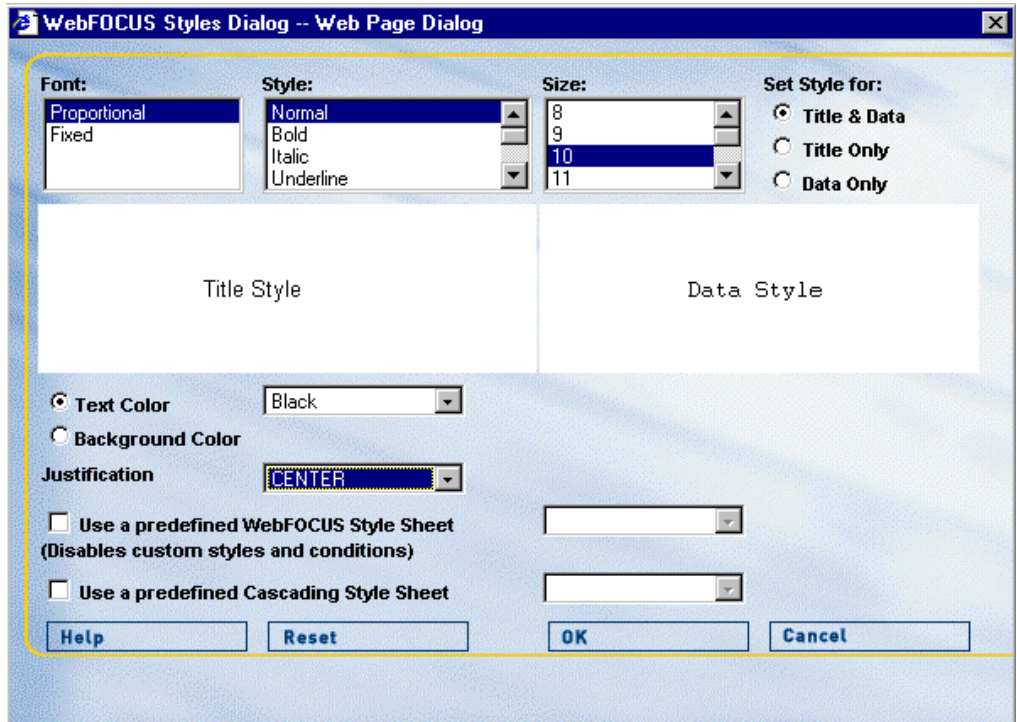 WebFOCUS Styles Dialog -- Web Page Dialog
Font:
Proportional
Fixed
Style:
Normal
Bold
Italic
Underline
Size:
8
9
10
11
Set Style for:
Title & Data
Title Only
Data Only
Title Style
Data Style
Text Color
Black
Background Color
Justification
CENTER
Use a predefined WebFOCUS Style Sheet
(Disables custom styles and conditions)
Use a predefined Cascading Style Sheet
Help
Reset
OK
Cancel